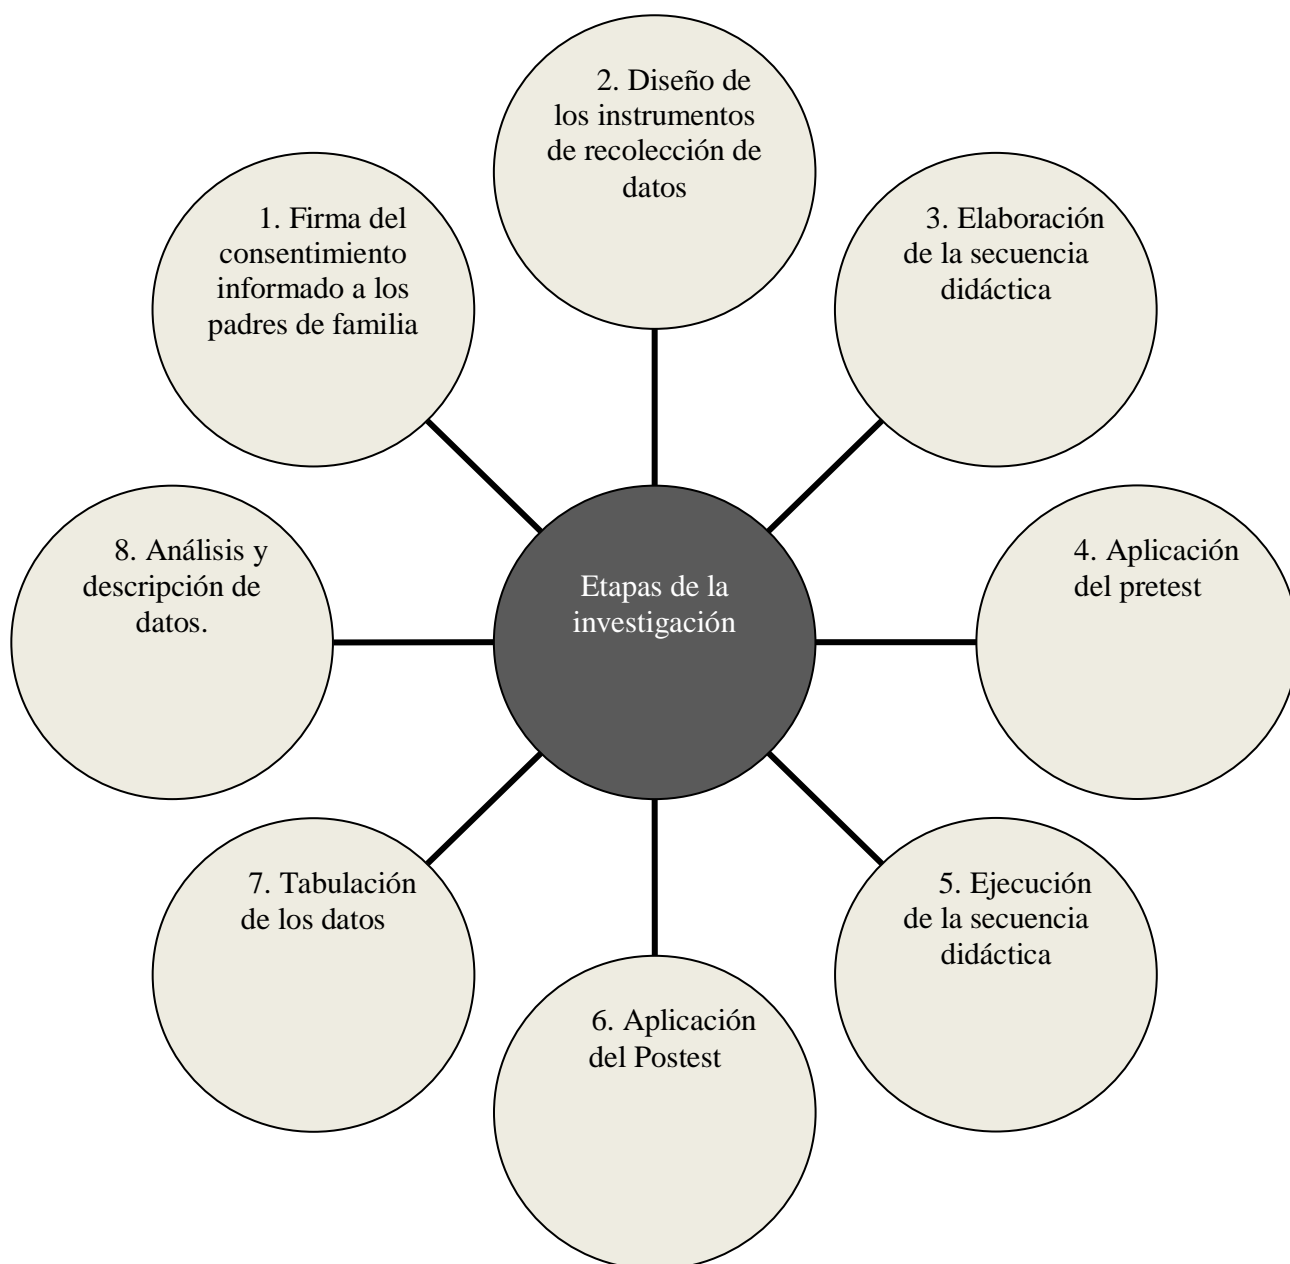 2. Diseño de
los instrumentos
de recolección de
datos
1. Firma del
consentimiento
informado a los
padres de familia
3. Elaboración
de la secuencia
didáctica
8. Análisis y
descripción de
datos.
Etapas de la
investigación
4. Aplicación
del pretest
7. Tabulación
de los datos
5. Ejecución
de la secuencia
didáctica
6. Aplicación
del Postest